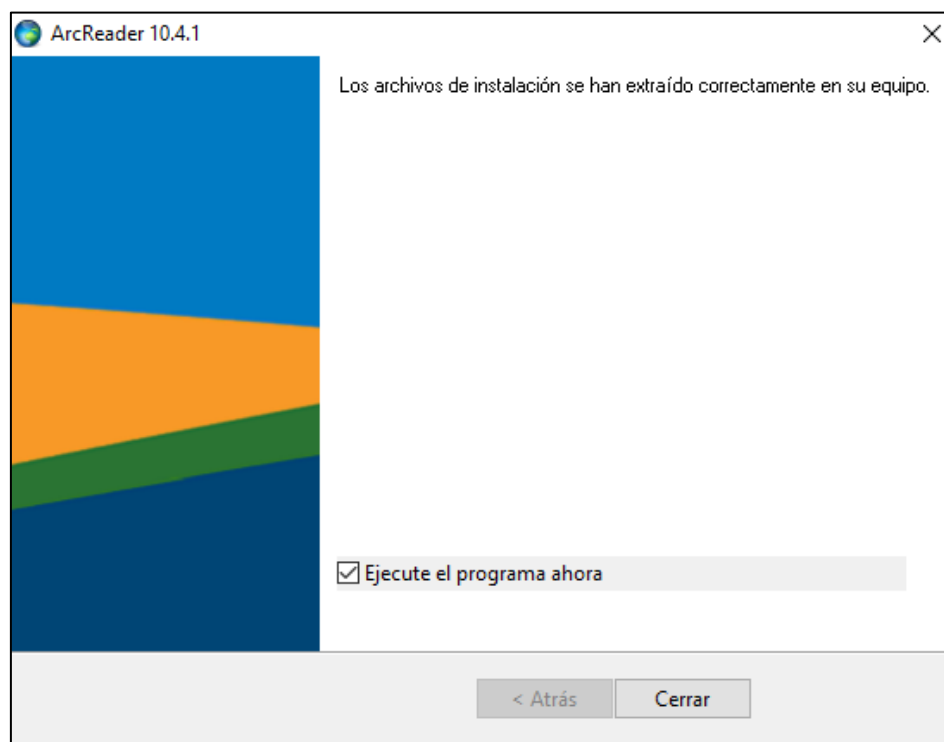 ArcReader 10.4.1
Los archivos de instalación se han extraído correctamente en su equipo.
Ejecute el programa ahora
< Atrás
Cerrar